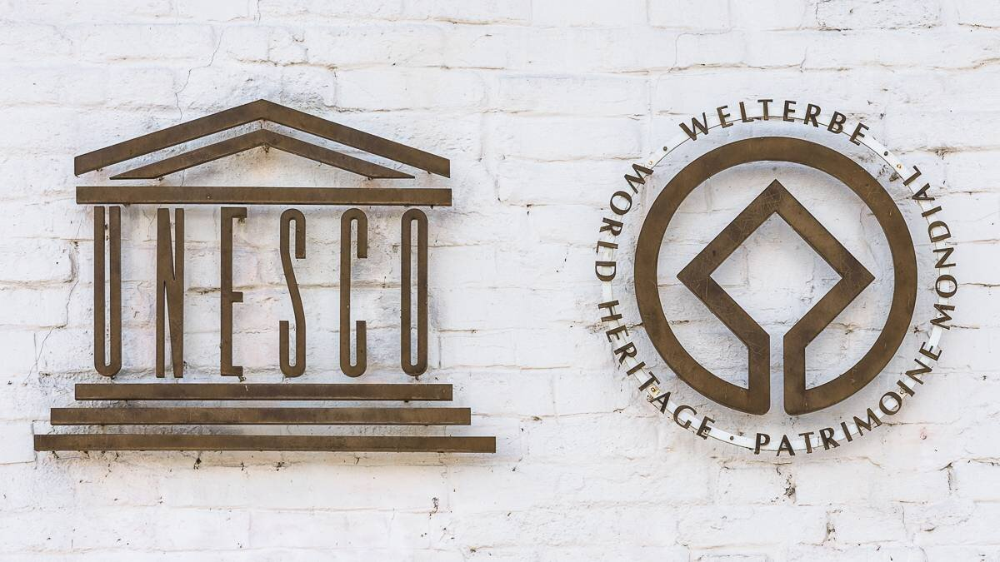 UNESCO
WELTERBE · WORLD HERITAGE · PATRIMOINE MONDIAL ·